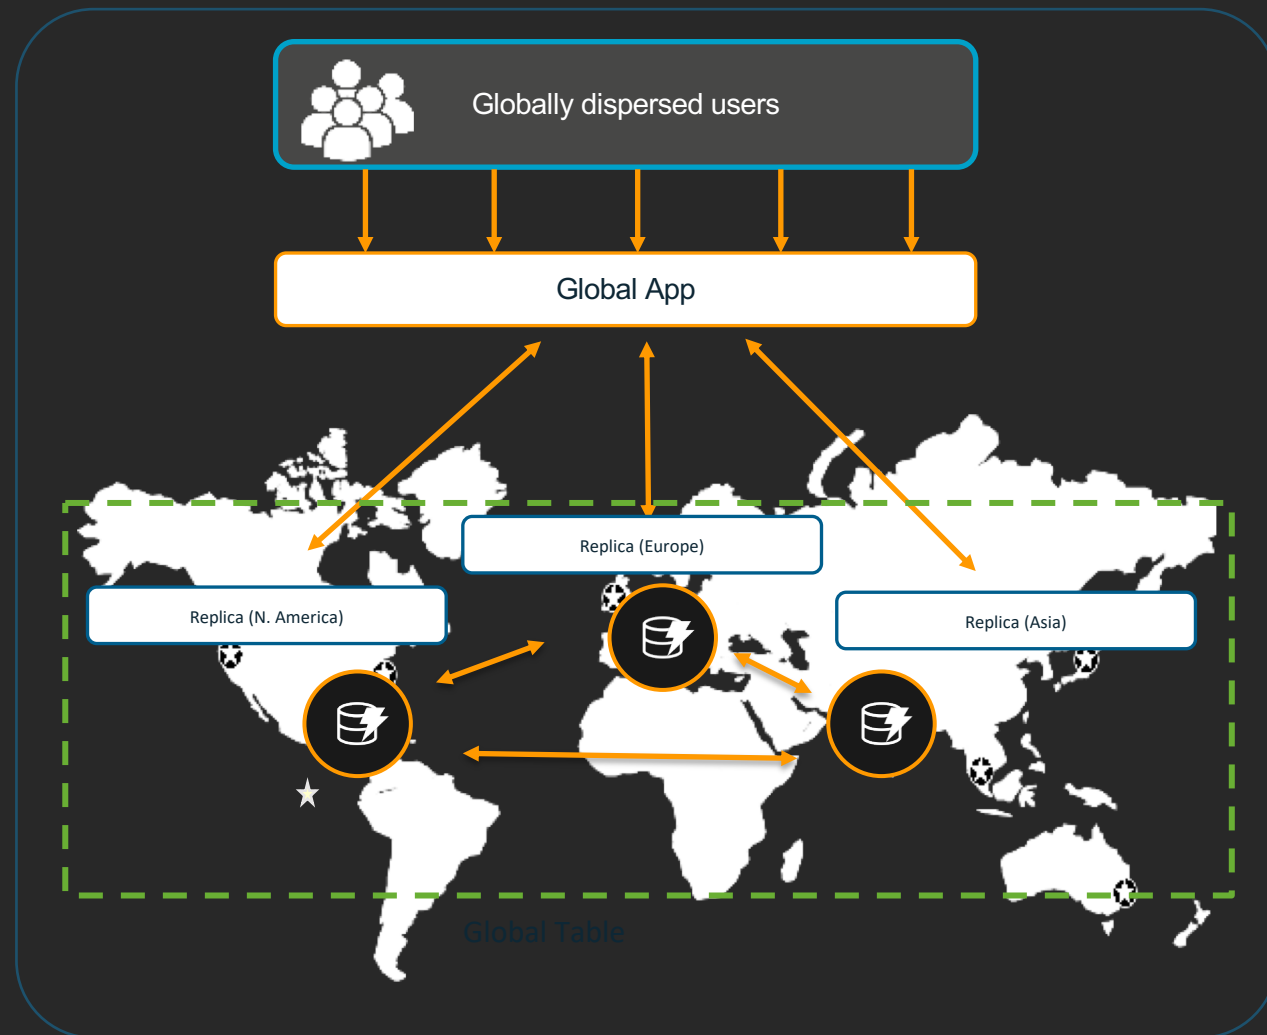 Globally dispersed users
Global App
Replica (Europe)
Replica (N. America)
Replica (Asia)
Global Table